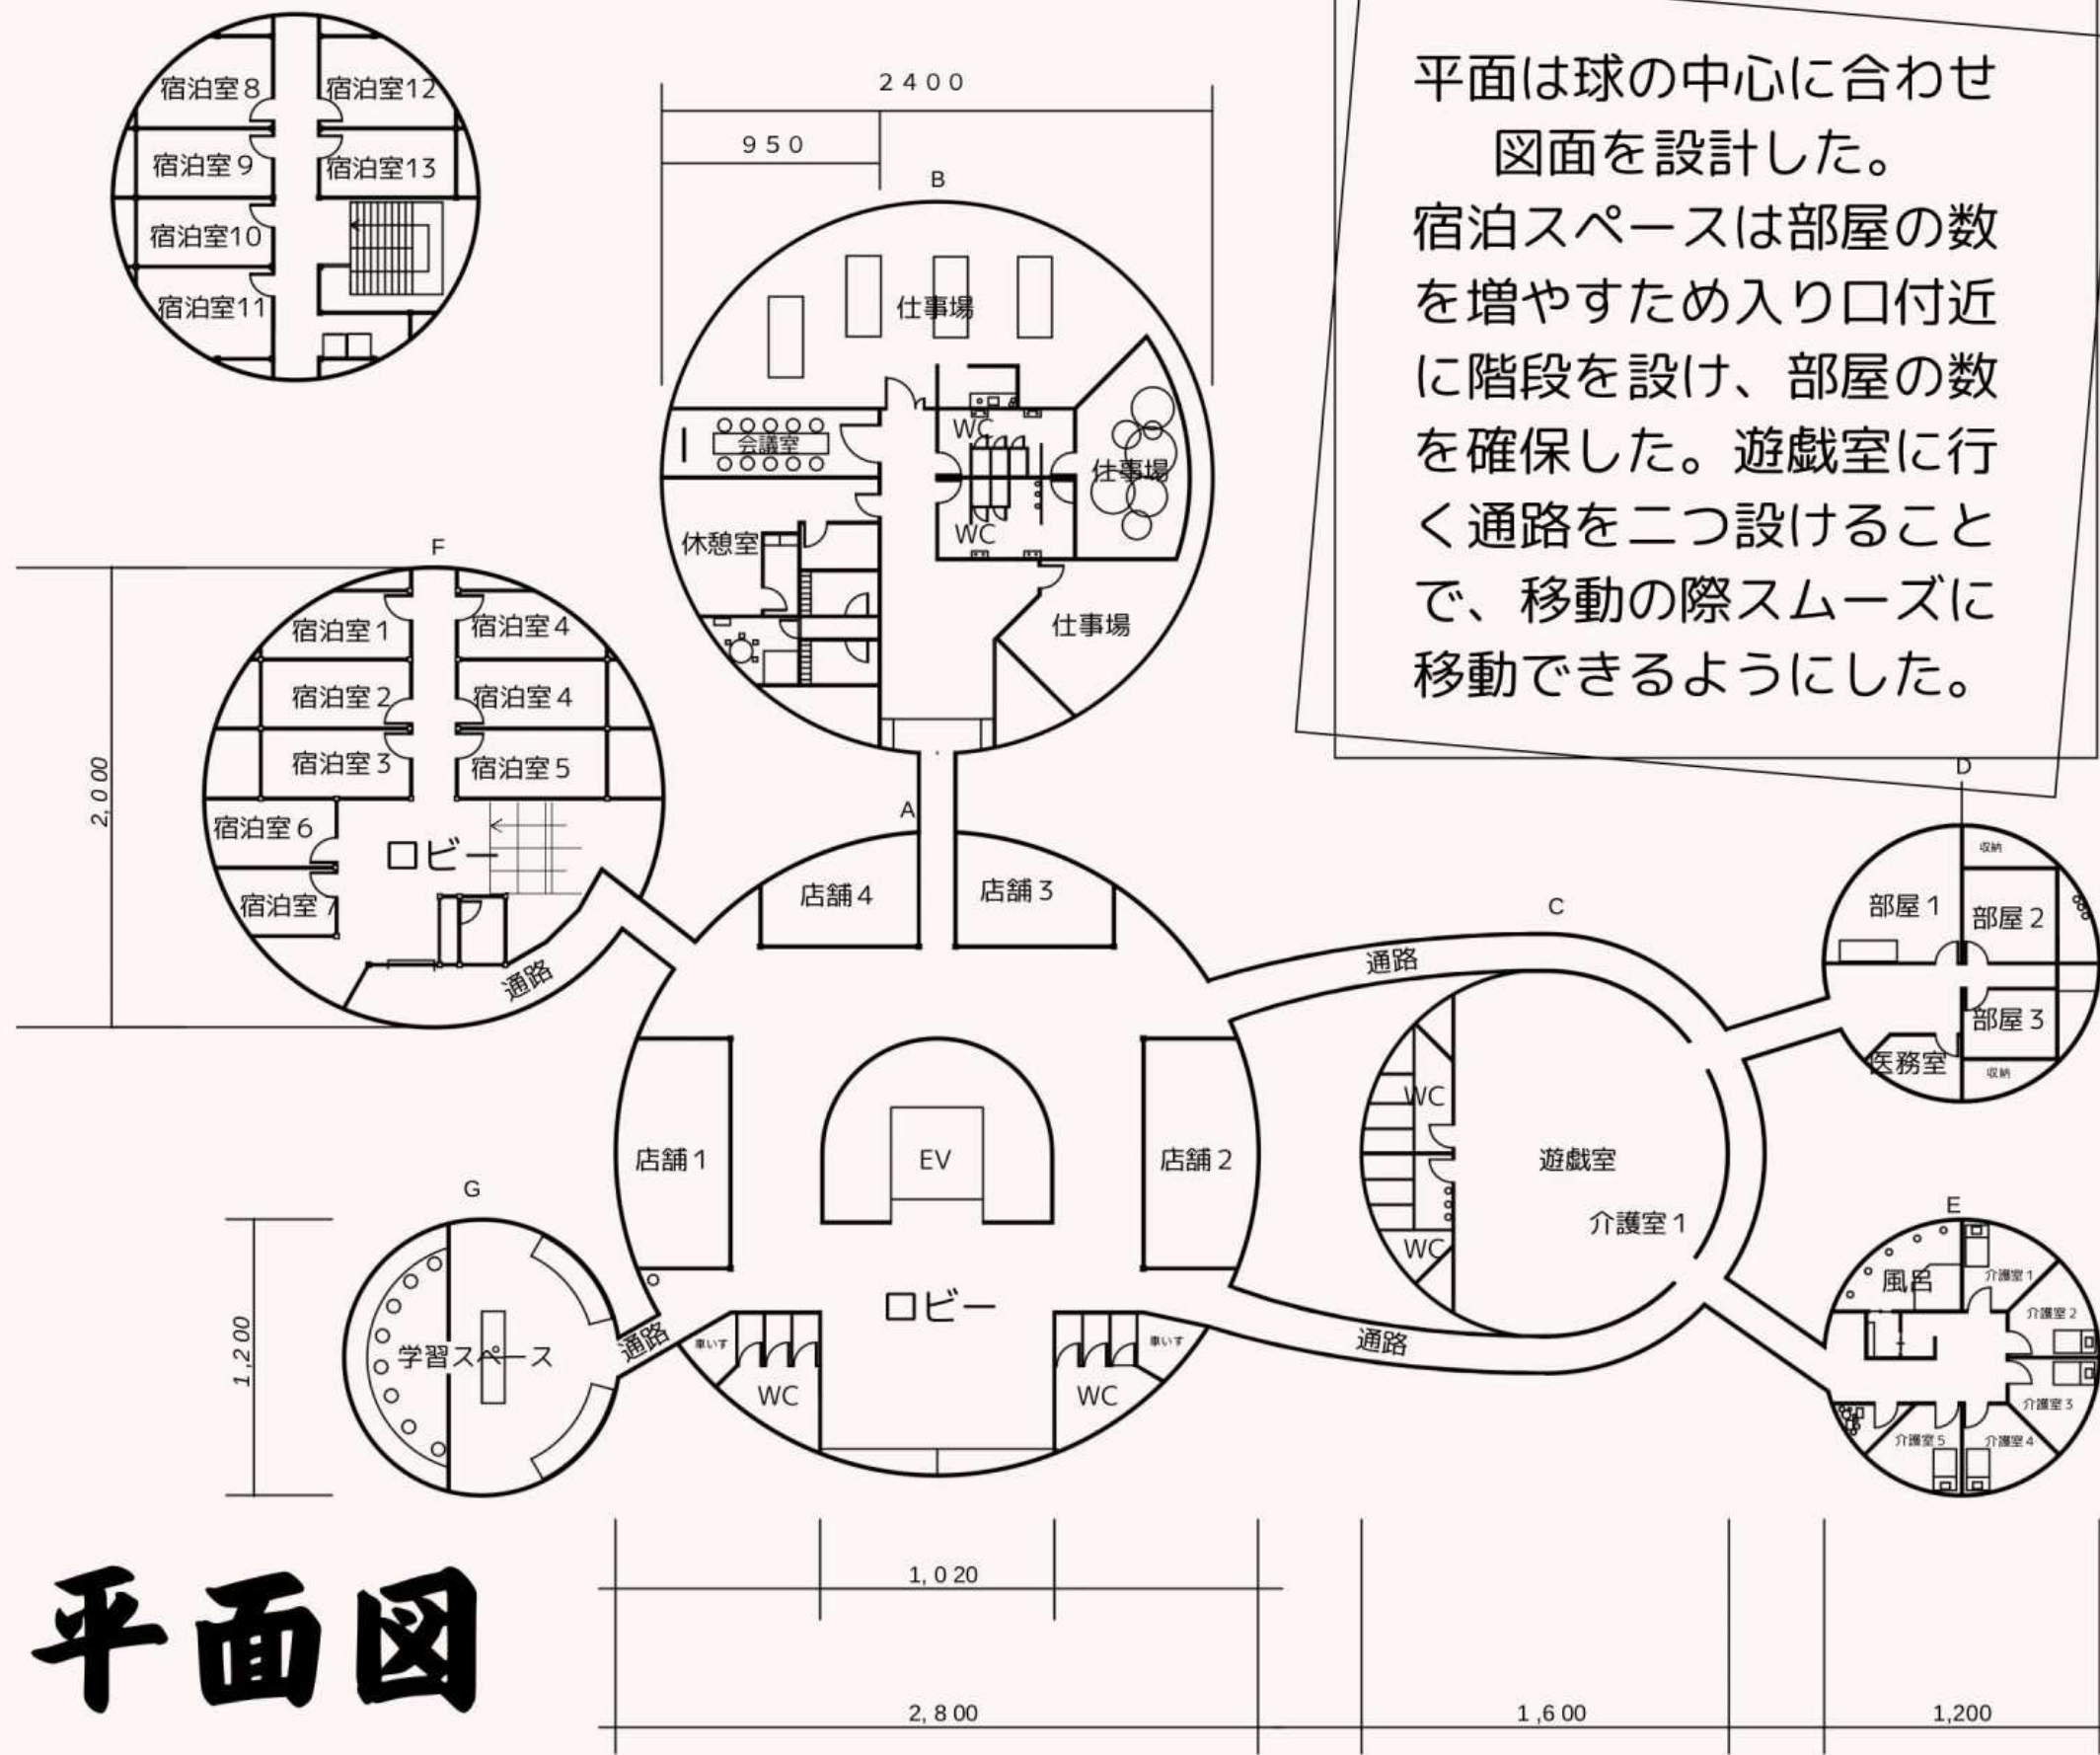 宿泊室8
宿泊室12
宿泊室9
宿泊室13
宿泊室10
宿泊室11
2400
950
B
仕事場
WC
会議室
仕事場
WC
休憩室
仕事場
平面は球の中心に合わせ
図面を設計した。
宿泊スペースは部屋の数
を増やすため入り口付近
に階段を設け、部屋の数
を確保した。遊戯室に行
く通路を二つ設けること
で、移動の際スムーズに
移動できるようにした。
F
宿泊室1
宿泊室4
宿泊室2
宿泊室4
宿泊室3
宿泊室5
宿泊室6
ロビー
宿泊室7
通路
2,000
A
店舗4
店舗3
店舗1
EV
店舗2
ロビー
車いす
車いす
WC
WC
C
通路
WC
遊戯室
介護室1
WC
通路
D
収納
部屋1
部屋2
部屋3
医務室
収納
E
風呂
介護室1
介護室2
介護室3
介護室5
介護室4
G
学習スペース
通路
1,200
平面図
1,020
2,800
1,600
1,200